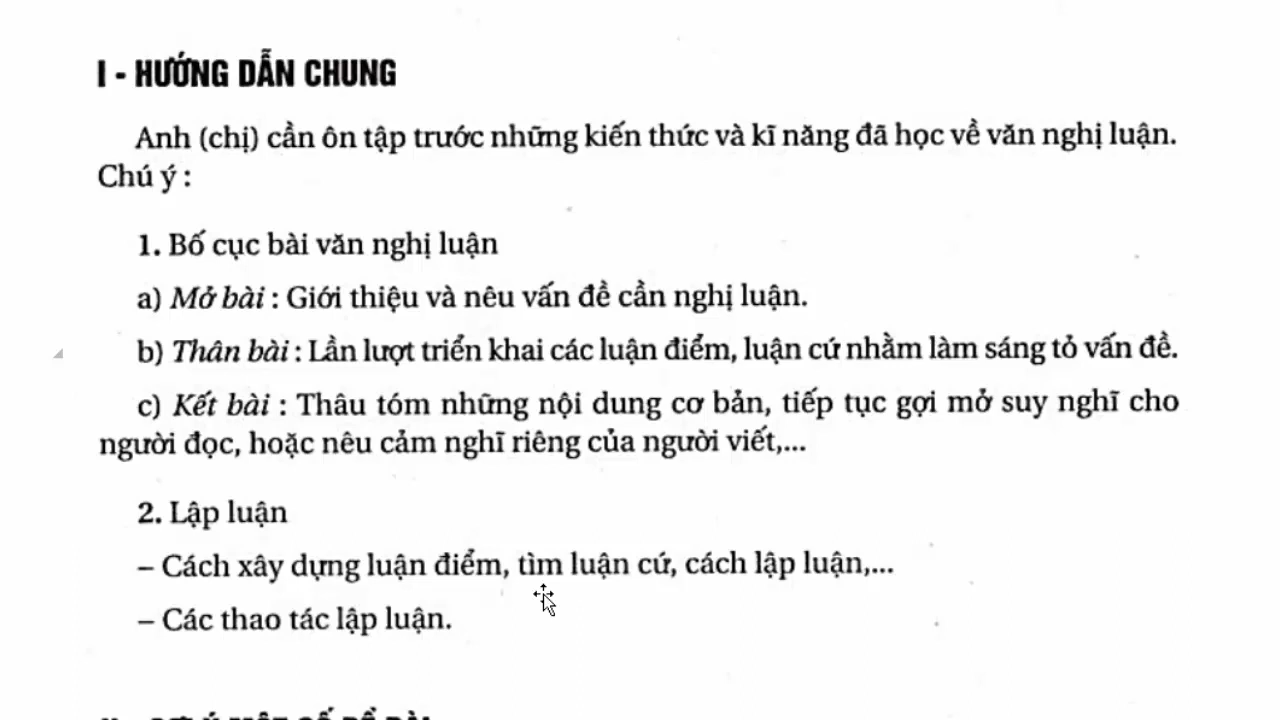 I - HƯỚNG DẪN CHUNG
Anh (chị) cần ôn tập trước những kiến thức và kĩ năng đã học về văn nghị luận.
Chú ý :
1. Bố cục bài văn nghị luận
a) Mở bài : Giới thiệu và nêu vấn đề cần nghị luận.
b) Thân bài : Lần lượt triển khai các luận điểm, luận cứ nhằm làm sáng tỏ vấn đề.
c) Kết bài : Thâu tóm những nội dung cơ bản, tiếp tục gợi mở suy nghĩ cho
người đọc, hoặc nêu cảm nghĩ riêng của người viết,...
2. Lập luận
– Cách xây dựng luận điểm, tìm luận cứ, cách lập luận,...
– Các thao tác lập luận.